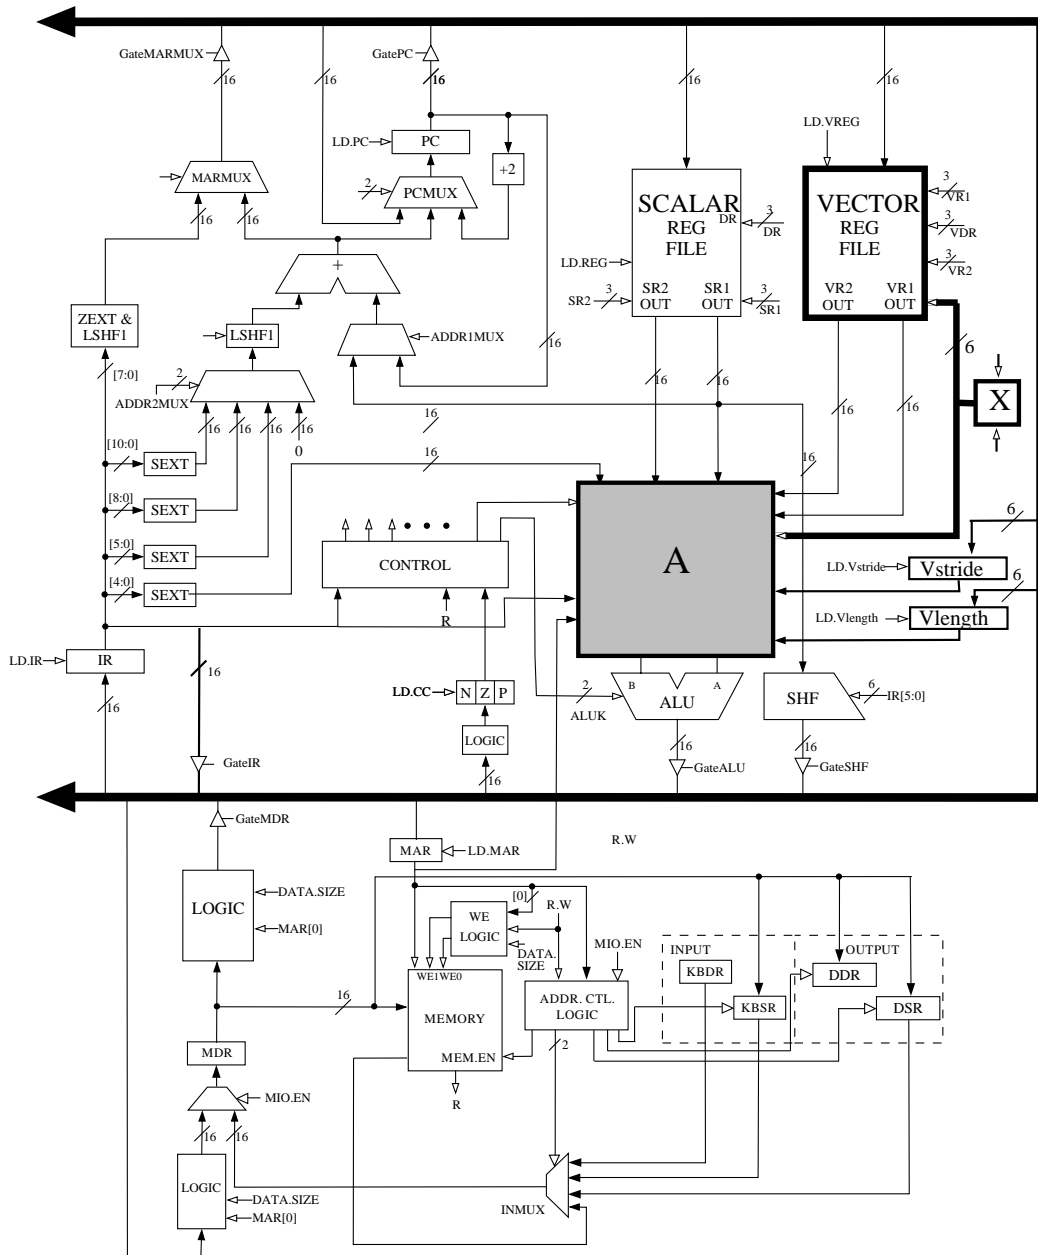 GateMARMUX
GatePC
16
16
16
16
16
LD.VREG
LD.PC
PC
+2
MARMUX
2
PCMUX
16
16
SCALAR
REG
FILE
DR
3
DR
VECTOR
REG
FILE
3
VR1
3
VDR
3
VR2
LD.REG
+
SR2
OUT
SR1
OUT
3
SR2
3
SR1
VR2
OUT
VR1
OUT
ZEXT &
LSHF1
LSHF1
ADDR1MUX
16
6
[7:0]
2
ADDR2MUX
16
16
16
16
X
16
16
16
16
16
0
[10:0]
SEXT
16
16
[8:0]
SEXT
6
[5:0]
SEXT
CONTROL
A
LD.Vstride
Vstride
6
[4:0]
SEXT
R
LD.Vlength
Vlength
LD.IR
IR
16
16
LD.CC
N Z P
2
ALUK
B
A
ALU
SHF
6
IR[5:0]
LOGIC
16
GateIR
16
GateALU
16
GateSHF
GateMDR
MAR
LD.MAR
R.W
LOGIC
DATA.SIZE
MAR[0]
[0]
R.W
WE
LOGIC
DATA.
SIZE
MIO.EN
INPUT
OUTPUT
KBDR
DDR
WE1 WE0
ADDR. CTL.
LOGIC
KBSR
DSR
16
MEMORY
MEM.EN
2
MDR
R
MIO.EN
16
16
LOGIC
DATA.SIZE
MAR[0]
INMUX